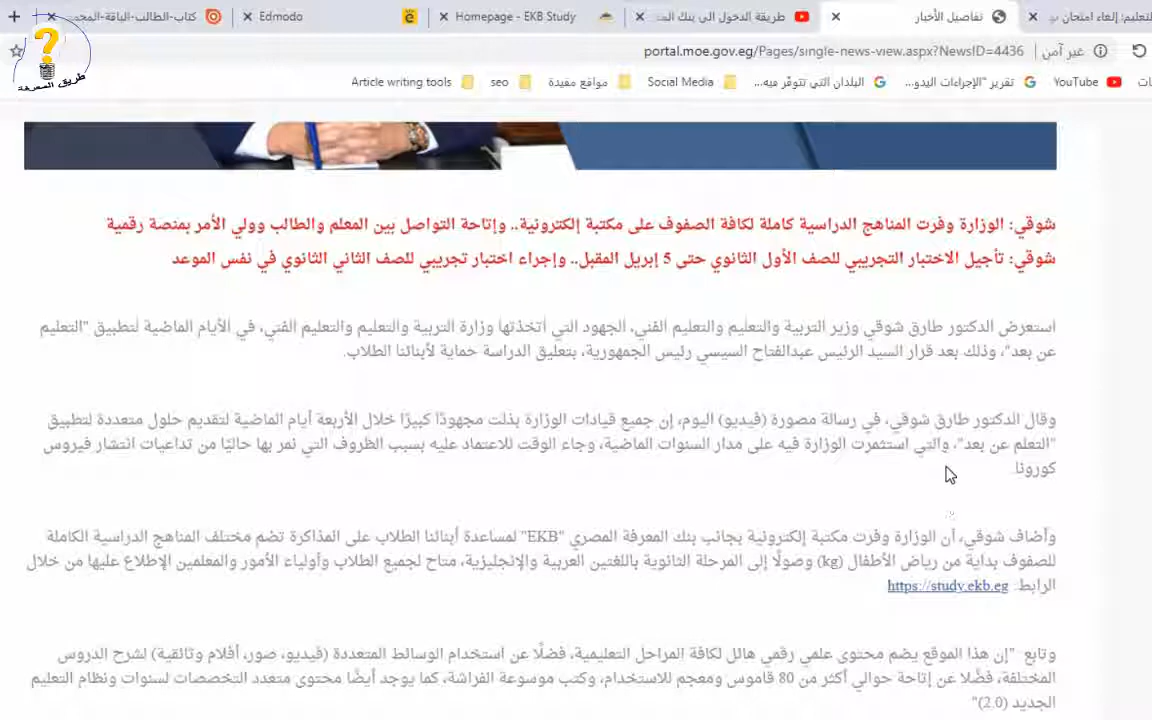 التعليم: إلغاء امتحان
تفاصيل الأخبار
طريقة الدخول الى بنك
Homepage - EKB Study
Edmodo
كتاب-الطالب-الباقة
portal.moe.gov.eg/Pages/single-news-view.aspx?NewsID=4436
غير آمن
YouTube
تقرير "الإجراءات اليدو...
البلدان التي تتوفّر فيه...
Social Media
مواقع مفيدة
seo
Article writing tools
طريق المعرفة
شوقي: الوزارة وفرت المناهج الدراسية كاملة لكافة الصفوف على مكتبة إلكترونية.. وإتاحة التواصل بين المعلم والطالب وولي الأمر بمنصة رقمية
شوقي: تأجيل الاختبار التجريبي للصف الأول الثانوي حتى 5 إبريل المقبل.. وإجراء اختبار تجريبي للصف الثاني الثانوي في نفس الموعد
استعرض الدكتور طارق شوقي وزير التربية والتعليم والتعليم الفني، الجهود التي اتخذتها وزارة التربية والتعليم والتعليم الفني، في الأيام الماضية لتطبيق "التعليم
عن بعد"، وذلك بعد قرار السيد الرئيس عبدالفتاح السيسي رئيس الجمهورية، بتعليق الدراسة حماية لأبنائنا الطلاب.
وقال الدكتور طارق شوقي، في رسالة مصورة (فيديو) اليوم، إن جميع قيادات الوزارة بذلت مجهودًا كبيرًا خلال الأربعة أيام الماضية لتقديم حلول متعددة لتطبيق
"التعلم عن بعد"، والتي استثمرت الوزارة فيه على مدار السنوات الماضية، وجاء الوقت للاعتماد عليه بسبب الظروف التي نمر بها حاليًا من تداعيات انتشار فيروس
كورونا.
وأضاف شوقي، أن الوزارة وفرت مكتبة إلكترونية بجانب بنك المعرفة المصري "EKB" لمساعدة أبنائنا الطلاب على المذاكرة تضم مختلف المناهج الدراسية الكاملة
للصفوف بداية من رياض الأطفال (kg) وصولًا إلى المرحلة الثانوية باللغتين العربية والإنجليزية، متاح لجميع الطلاب وأولياء الأمور والمعلمين الإطلاع عليها من خلال
الرابط: https://study.ekb.eg
وتابع: "إن هذا الموقع يضم محتوى علمي رقمي هائل لكافة المراحل التعليمية، فضلًا عن استخدام الوسائط المتعددة (فيديو، صور، أفلام وثائقية) لشرح الدروس
المختلفة، فضًلا عن إتاحة حوالي أكثر من 80 قاموس ومعجم للاستخدام، وكتب موسوعة الفراشة، كما يوجد أيضًا محتوى متعدد التخصصات لسنوات ونظام التعليم
الجديد (2.0)"